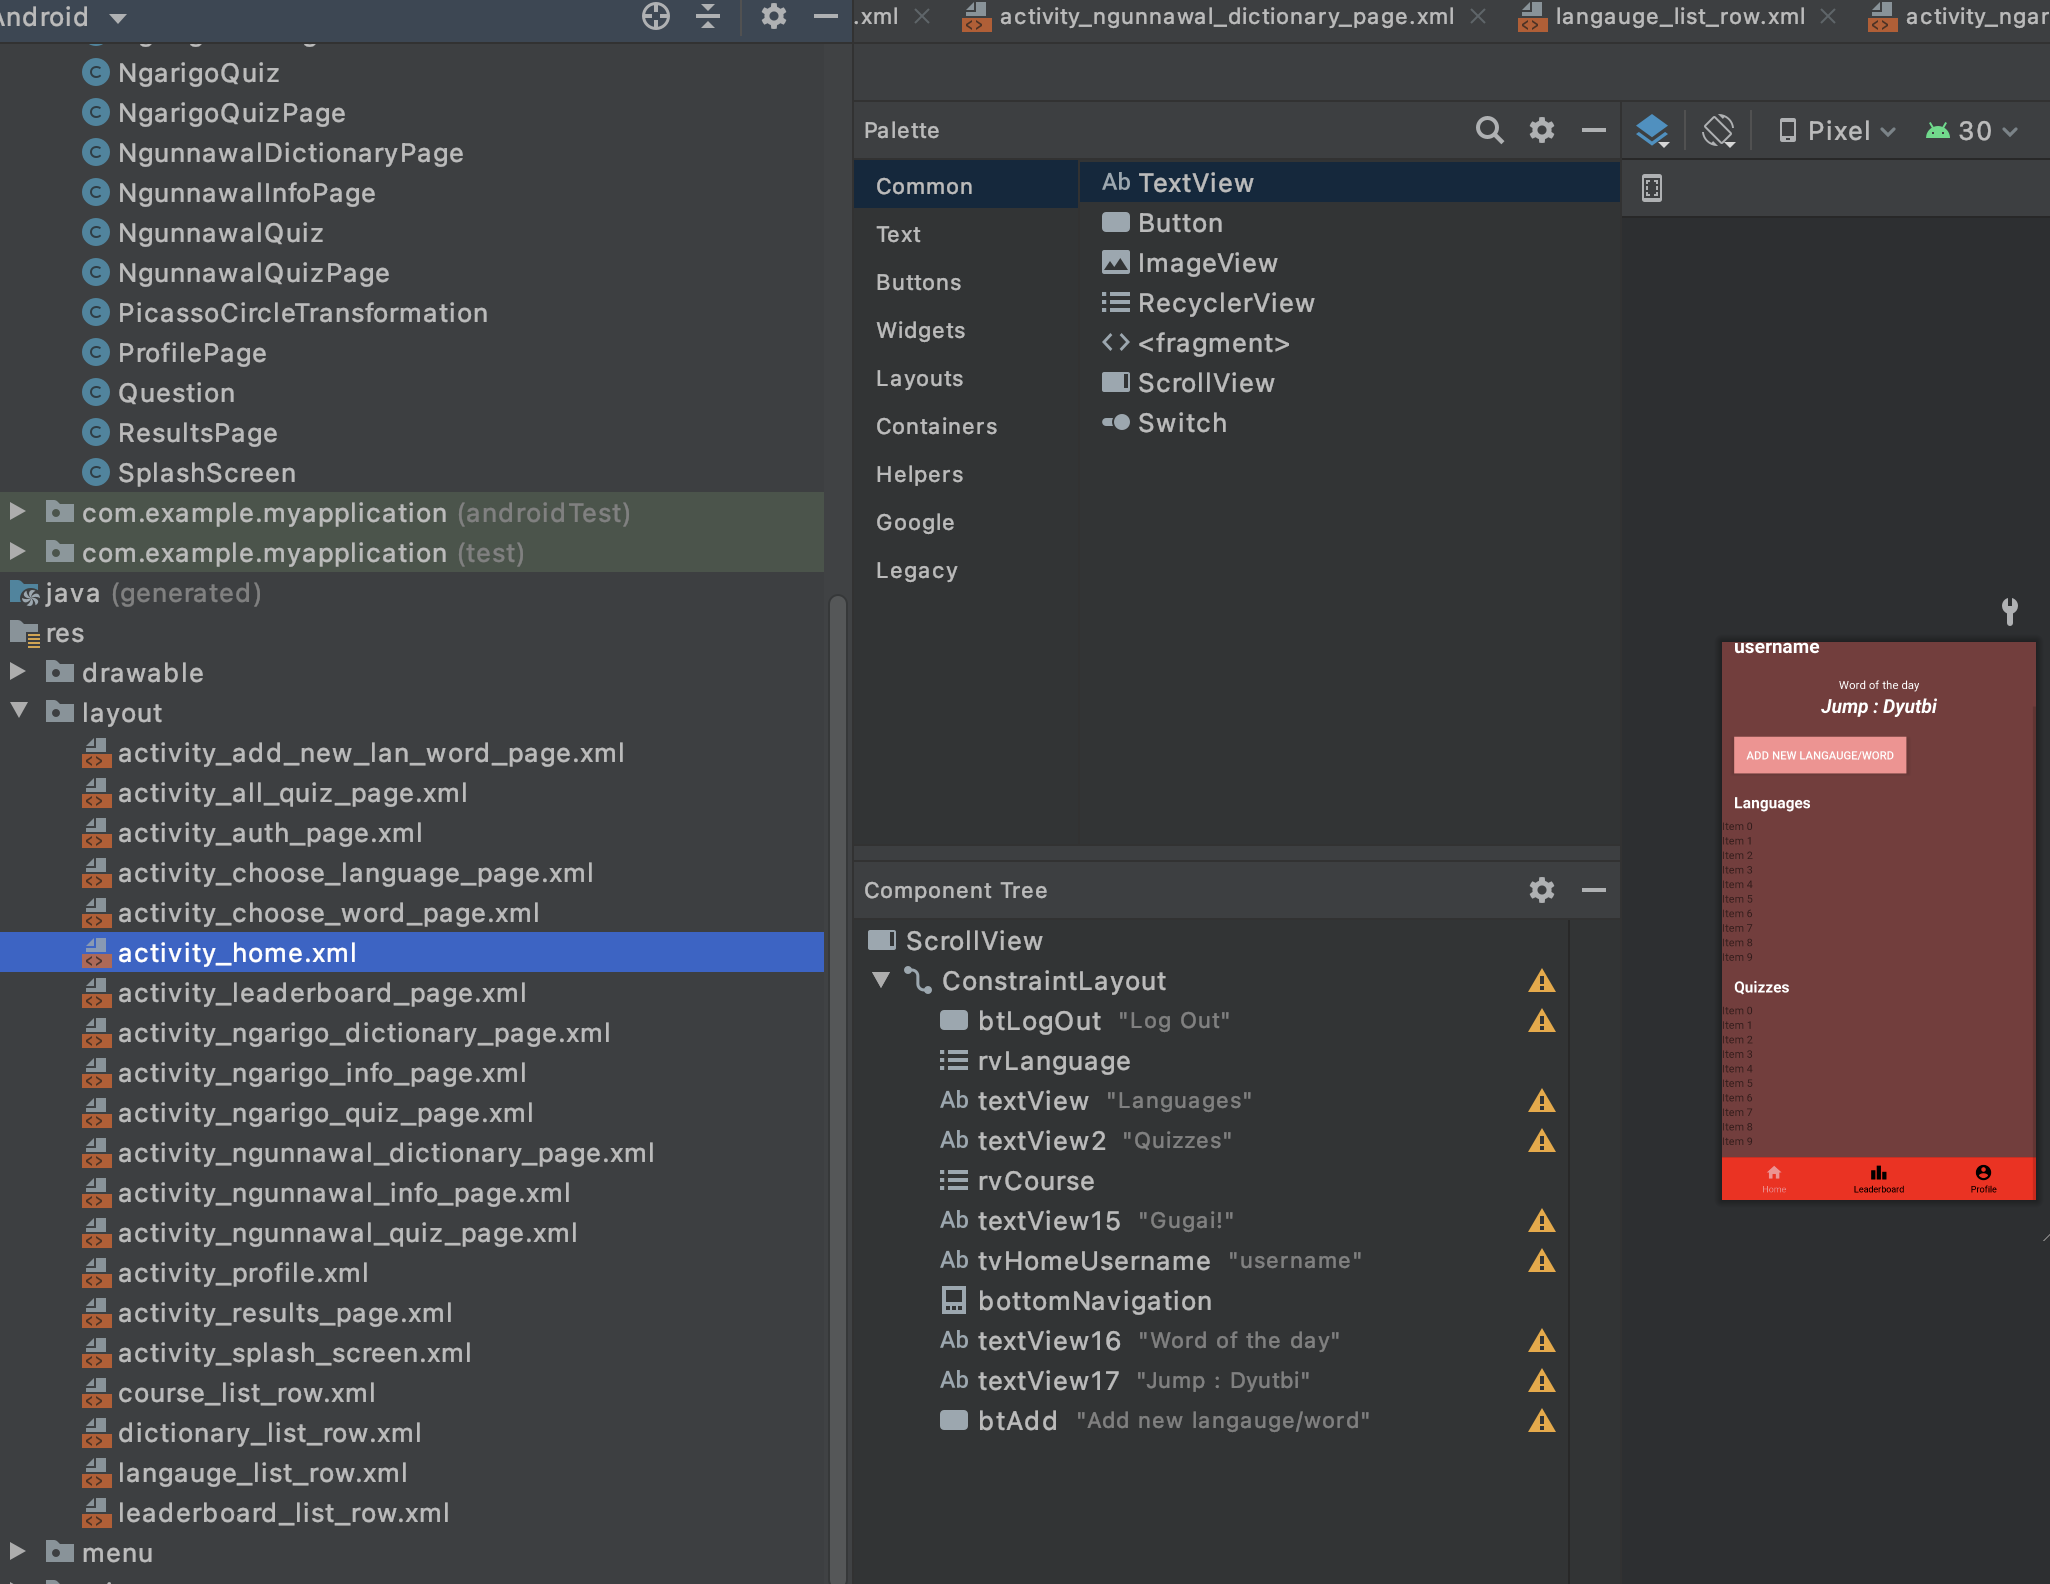 Android
.xml
activity_ngunnawal_dictionary_page.xml
langauge_list_row.xml
activity_ngar
NgarigoQuiz
NgarigoQuizPage
NgunnawalDictionaryPage
NgunnawalInfoPage
NgunnawalQuiz
NgunnawalQuizPage
PicassoCircleTransformation
ProfilePage
Question
ResultsPage
SplashScreen
com.example.myapplication (androidTest)
com.example.myapplication (test)
java (generated)
res
drawable
layout
activity_add_new_lan_word_page.xml
activity_all_quiz_page.xml
activity_auth_page.xml
activity_choose_language_page.xml
activity_choose_word_page.xml
activity_home.xml
activity_leaderboard_page.xml
activity_ngarigo_dictionary_page.xml
activity_ngarigo_info_page.xml
activity_ngarigo_quiz_page.xml
activity_ngunnawal_dictionary_page.xml
activity_ngunnawal_info_page.xml
activity_ngunnawal_quiz_page.xml
activity_profile.xml
activity_results_page.xml
activity_splash_screen.xml
course_list_row.xml
dictionary_list_row.xml
langauge_list_row.xml
leaderboard_list_row.xml
menu
Palette
Common
Text
Buttons
Widgets
Layouts
Containers
Helpers
Google
Legacy
Ab TextView
Button
ImageView
RecyclerView
<> <fragment>
ScrollView
Switch
Component Tree
ScrollView
ConstraintLayout
btLogOut "Log Out"
rvLanguage
Ab textView "Languages"
Ab textView2 "Quizzes"
rvCourse
Ab textView15 "Gugai!"
Ab tvHomeUsername "username"
bottomNavigation
Ab textView16 "Word of the day"
Ab textView17 "Jump : Dyutbi"
btAdd "Add new langauge/word"
Pixel
30
username
Word of the day
Jump : Dyutbi
ADD NEW LANGAUGE/WORD
Languages
Item 0
Item 1
Item 2
Item 3
Item 4
Item 5
Item 6
Item 7
Item 8
Item 9
Quizzes
Item 0
Item 1
Item 2
Item 3
Item 4
Item 5
Item 6
Item 7
Item 8
Item 9
Home
Leaderboard
Profile